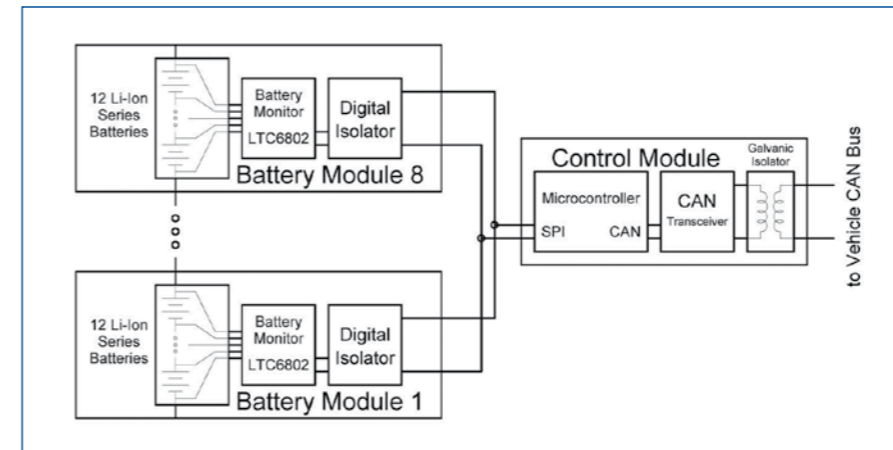 12 Li-Ion
Series
Batteries
Battery
Monitor
LTC6802
Digital
Isolator
Battery Module 8
Control Module
Galvanic
Isolator
Microcontroller
SPI
CAN
CAN
Transceiver
to Vehicle CAN Bus
12 Li-Ion
Series
Batteries
Battery
Monitor
LTC6802
Digital
Isolator
Battery Module 1